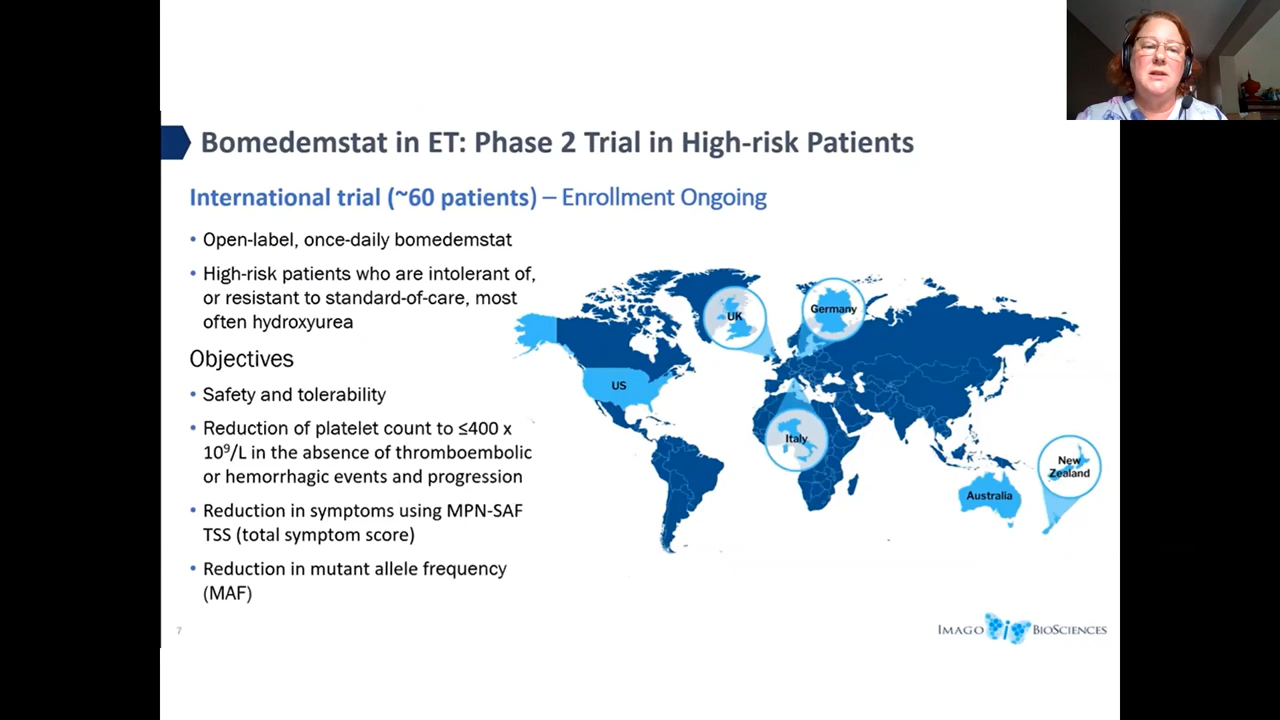 Bomedemstat in ET: Phase 2 Trial in High-risk Patients
International trial (~60 patients) – Enrollment Ongoing
• Open-label, once-daily bomedemstat
• High-risk patients who are intolerant of,
or resistant to standard-of-care, most
often hydroxyurea
Objectives
• Safety and tolerability
• Reduction of platelet count to ≤400 x
10⁹/L in the absence of thromboembolic
or hemorrhagic events and progression
• Reduction in symptoms using MPN-SAF
TSS (total symptom score)
• Reduction in mutant allele frequency
(MAF)
UK
Germany
US
Italy
New
Zealand
Australia
7
IMAGO BIOSCIENCES